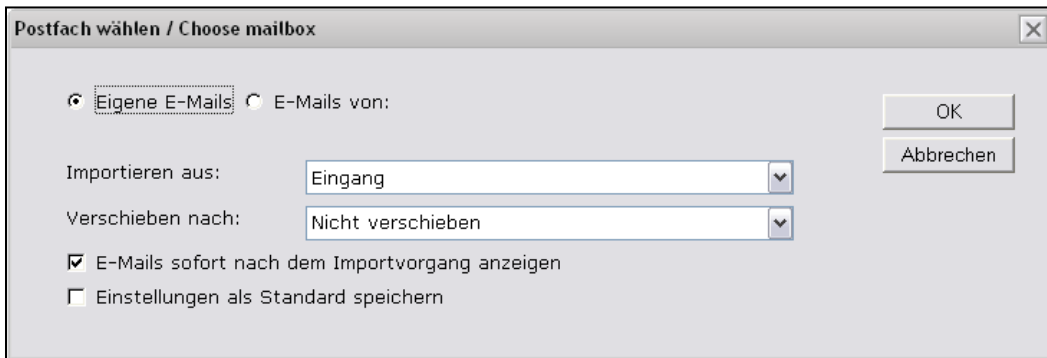 Postfach wählen / Choose mailbox
Eigene E-Mails E-Mails von:
OK
Abbrechen
Importieren aus: Eingang
Verschieben nach: Nicht verschieben
E-Mails sofort nach dem Importvorgang anzeigen
Einstellungen als Standard speichern